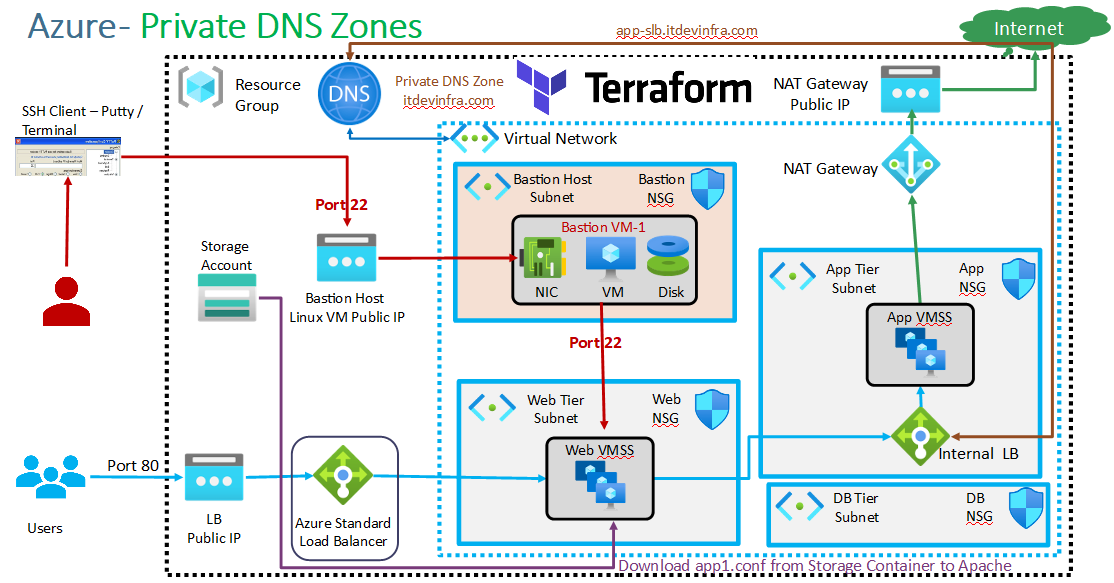 Azure- Private DNS Zones
app-slb.itdevinfra.com
Internet
Resource
Group
DNS
Private DNS Zone
itdevinfra.com
Terraform
NAT Gateway
Public IP
SSH Client – Putty /
Terminal
Virtual Network
NAT Gateway
Bastion Host
Subnet
Bastion
NSG
Port 22
Bastion VM-1
NIC
VM
Disk
Storage
Account
Bastion Host
Linux VM Public IP
App Tier
Subnet
App
NSG
App VMSS
Port 22
Web Tier
Subnet
Web
NSG
Web VMSS
Internal LB
Users
Port 80
LB
Public IP
Azure Standard
Load Balancer
DB Tier
Subnet
DB
NSG
Download app1.conf from Storage Container to Apache